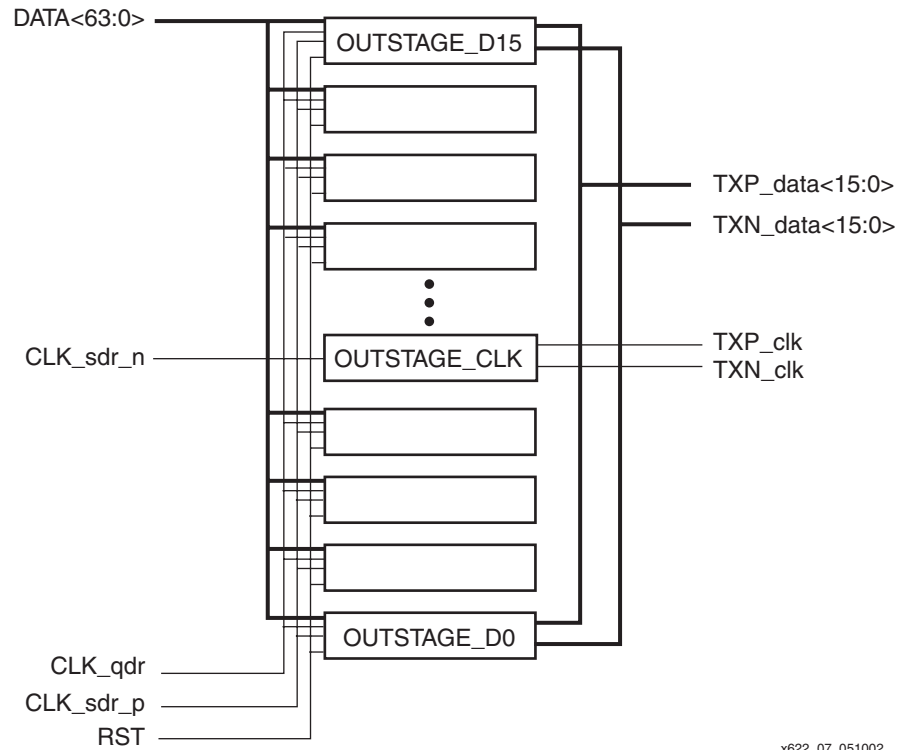 DATA<63:0>
OUTSTAGE_D15
TXP_data<15:0>
TXN_data<15:0>
CLK_sdr_n
OUTSTAGE_CLK
TXP_clk
TXN_clk
OUTSTAGE_D0
CLK_qdr
CLK_sdr_p
RST
x622_07_051002